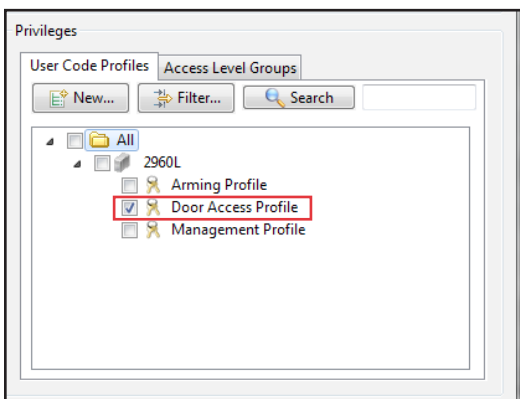 Privileges
User Code Profiles Access Level Groups
New... Filter... Search
All
2960L
Arming Profile
Door Access Profile
Management Profile